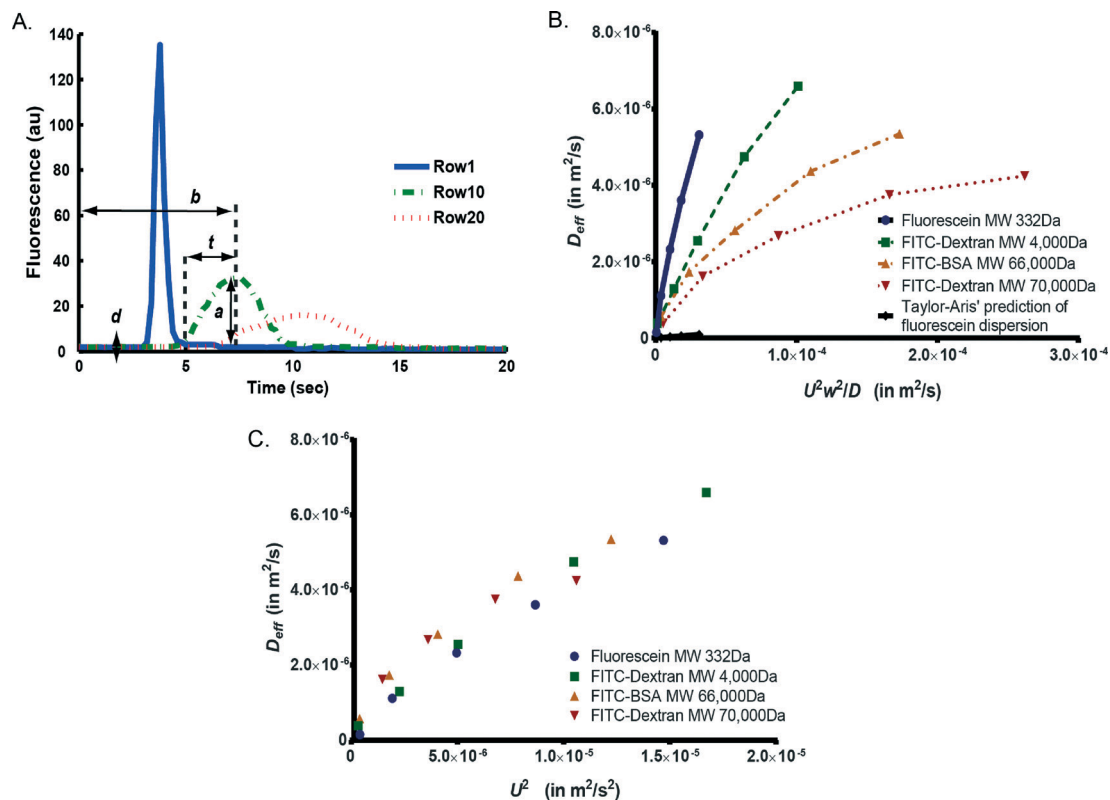 A.
140
120
100
80
60
40
20
0
Fluorescence (au)
b
t
a
d
Row1
Row10
Row20
0 5 10 15 20
Time (sec)
B.
8.0×10⁻⁶
6.0×10⁻⁶
4.0×10⁻⁶
2.0×10⁻⁶
0
D_eff (in m²/s)
Fluorescein MW 332Da
FITC-Dextran MW 4,000Da
FITC-BSA MW 66,000Da
FITC-Dextran MW 70,000Da
Taylor-Aris' prediction of
fluorescein dispersion
0 1.0×10⁻⁴ 2.0×10⁻⁴ 3.0×10⁻⁴
U²w²/D (in m²/s)
C.
8.0×10⁻⁶
6.0×10⁻⁶
4.0×10⁻⁶
2.0×10⁻⁶
0
D_eff (in m²/s)
Fluorescein MW 332Da
FITC-Dextran MW 4,000Da
FITC-BSA MW 66,000Da
FITC-Dextran MW 70,000Da
0 5.0×10⁻⁶ 1.0×10⁻⁵ 1.5×10⁻⁵ 2.0×10⁻⁵
U² (in m²/s²)